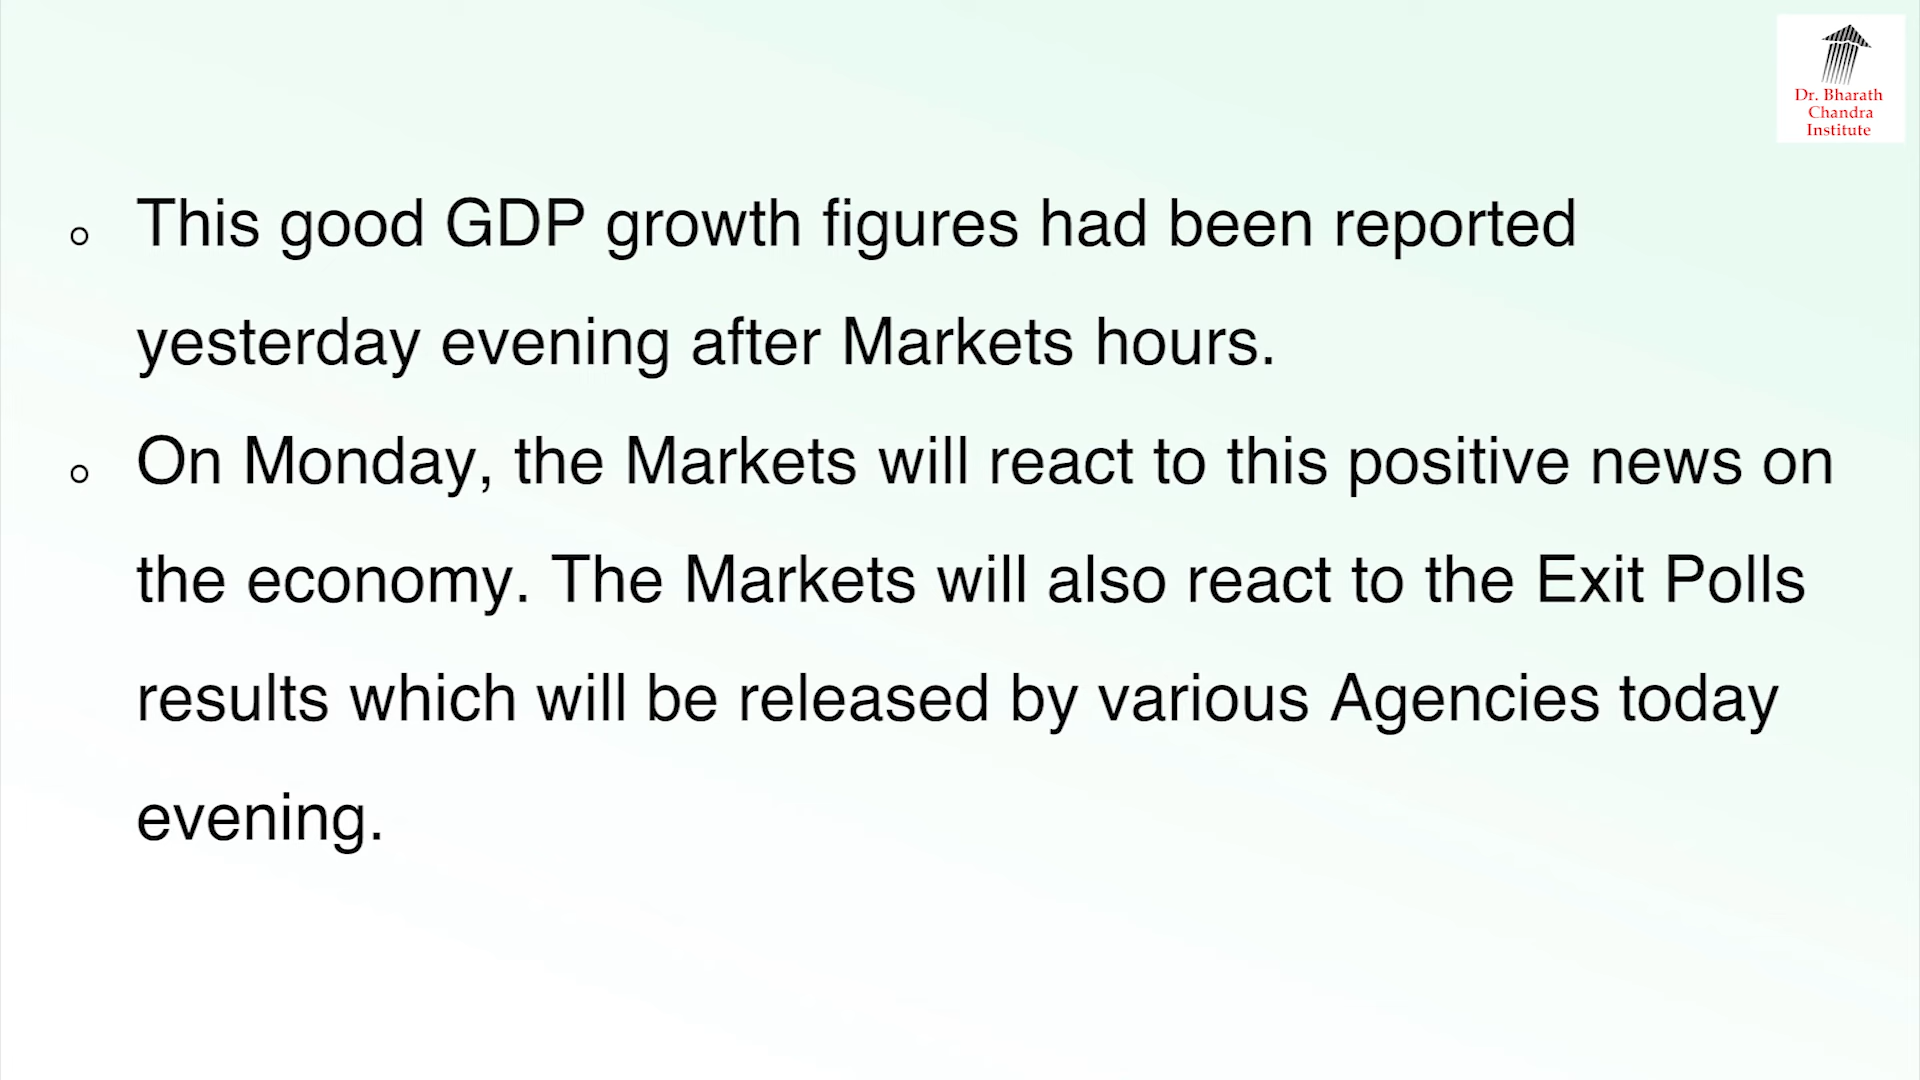 Dr. Bharath
Chandra
Institute
This good GDP growth figures had been reported
yesterday evening after Markets hours.
On Monday, the Markets will react to this positive news on
the economy. The Markets will also react to the Exit Polls
results which will be released by various Agencies today
evening.